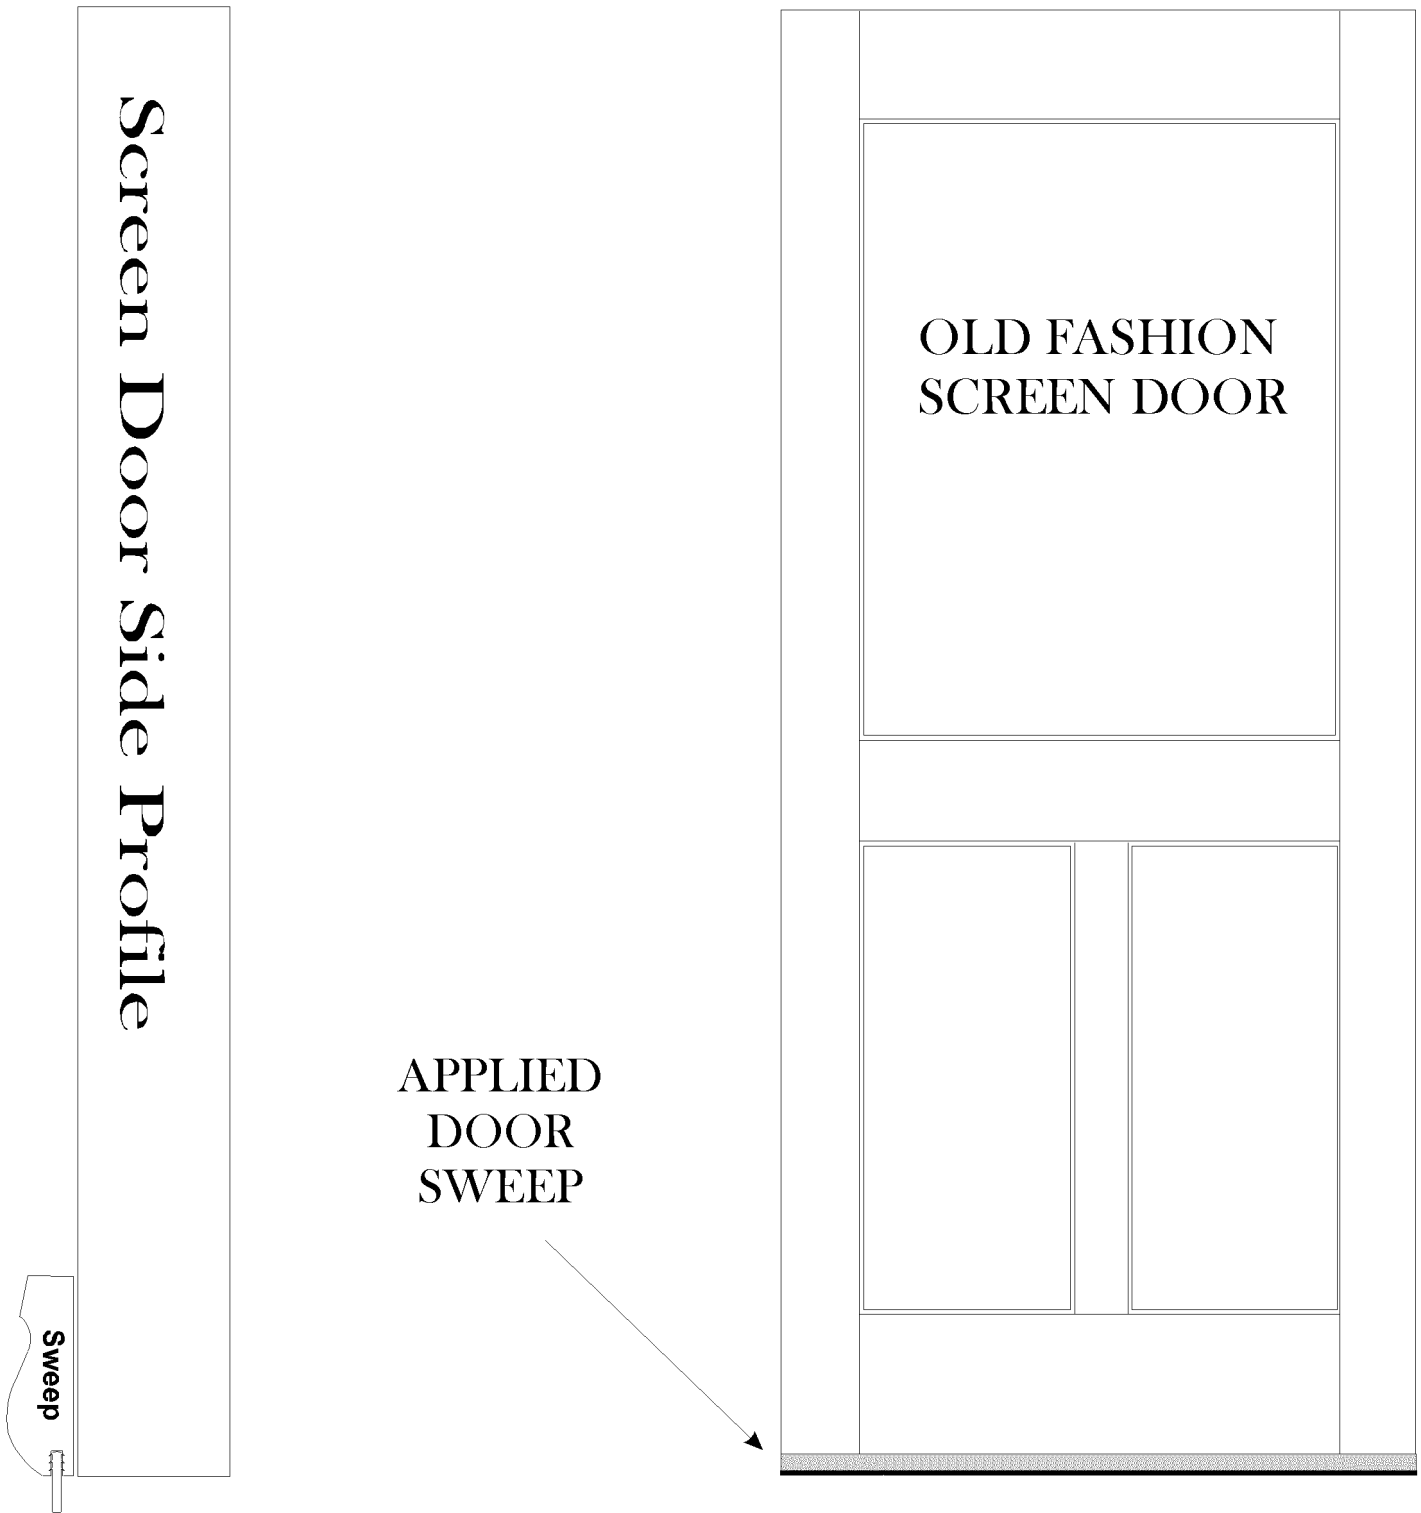 Screen Door Side Profile
OLD FASHION
SCREEN DOOR
APPLIED
DOOR
SWEEP
Sweep